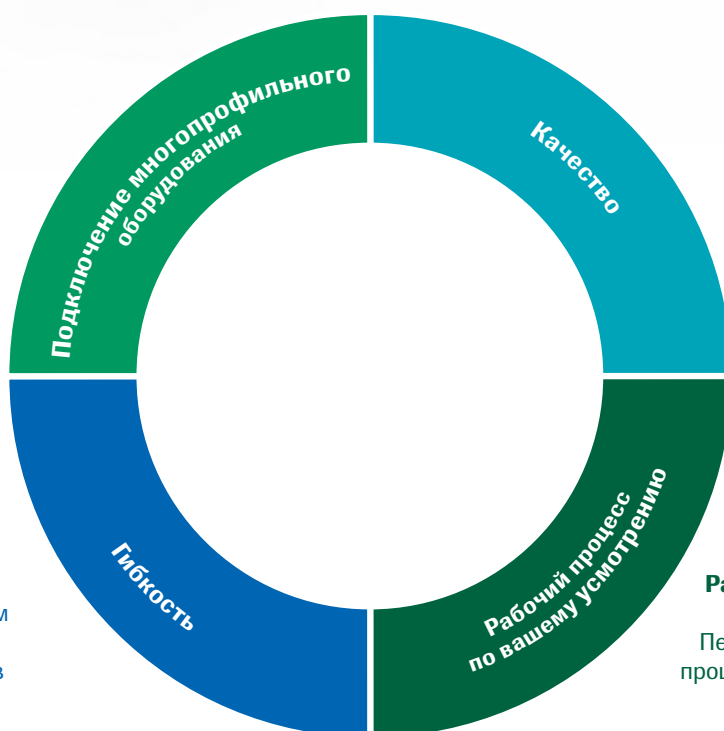 Подключение многопрофильного
оборудования
Качество
Гибкость
Рабочий процесс
по вашему усмотрению